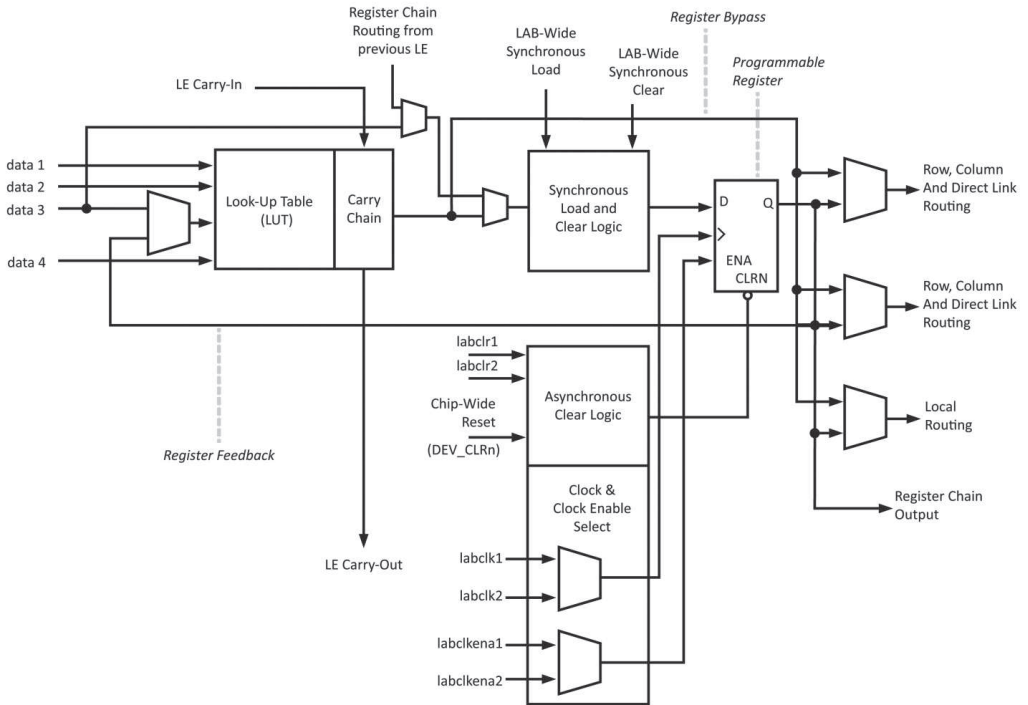 Register Chain
Routing from
previous LE
LAB-Wide
Synchronous
Load
LAB-Wide
Synchronous
Clear
Register Bypass
Programmable
Register
LE Carry-In
data 1
data 2
data 3
data 4
Look-Up Table
(LUT)
Carry
Chain
Synchronous
Load and
Clear Logic
D
Q
ENA
CLRN
Row, Column
And Direct Link
Routing
Row, Column
And Direct Link
Routing
Local
Routing
Register Chain
Output
labclr1
labclr2
Chip-Wide
Reset
(DEV_CLRn)
Asynchronous
Clear Logic
Register Feedback
Clock &
Clock Enable
Select
LE Carry-Out
labclk1
labclk2
labclkena1
labclkena2